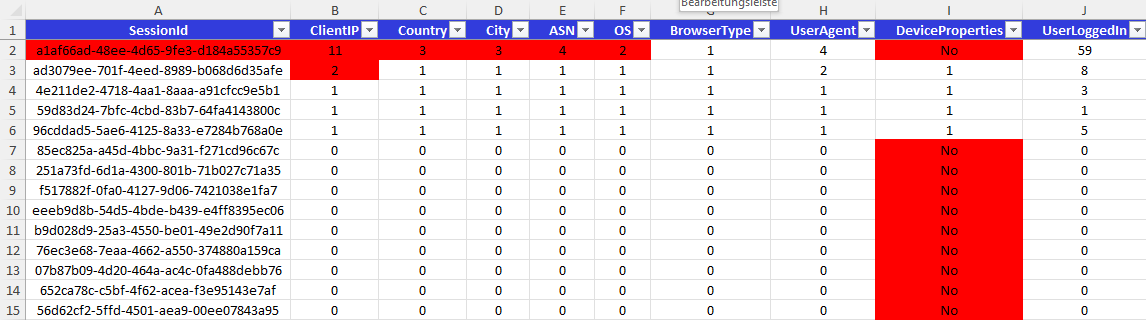 Bearbeitungsleiste
A B C D E F G H I J
1 SessionId ClientIP Country City ASN OS BrowserType UserAgent DeviceProperties UserLoggedIn
2 a1af66ad-48ee-4d65-9fe3-d184a55357c9 11 3 3 4 2 1 4 No 59
3 ad3079ee-701f-4eed-8989-b068d6d35afe 2 1 1 1 1 1 2 1 8
4 4e211de2-4718-4aa1-8aaa-a91cfcc9e5b1 1 1 1 1 1 1 1 1 3
5 59d83d24-7bfc-4cbd-83b7-64fa4143800c 1 1 1 1 1 1 1 1 1
6 96cddad5-5ae6-4125-8a33-e7284b768a0e 1 1 1 1 1 1 1 1 5
7 85ec825a-a45d-4bbc-9a31-f271cd96c67c 0 0 0 0 0 0 0 No 0
8 251a73fd-6d1a-4300-801b-71b027c71a35 0 0 0 0 0 0 0 No 0
9 f517882f-0fa0-4127-9d06-7421038e1fa7 0 0 0 0 0 0 0 No 0
10 eeeb9d8b-54d5-4bde-b439-e4ff8395ec06 0 0 0 0 0 0 0 No 0
11 b9d028d9-25a3-4550-be01-49e2d90f7a11 0 0 0 0 0 0 0 No 0
12 76ec3e68-7eaa-4662-a550-374880a159ca 0 0 0 0 0 0 0 No 0
13 07b87b09-4d20-464a-ac4c-0fa488debb76 0 0 0 0 0 0 0 No 0
14 652ca78c-c5bf-4f62-acea-f3e95143e7af 0 0 0 0 0 0 0 No 0
15 56d62cf2-5ffd-4501-aea9-00ee07843a95 0 0 0 0 0 0 0 No 0